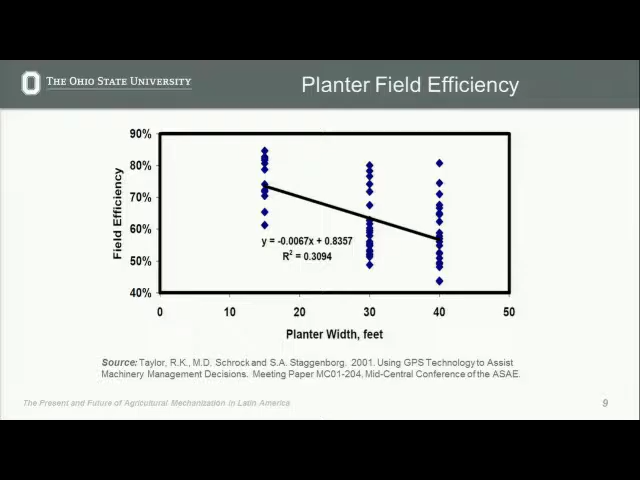 THE OHIO STATE UNIVERSITY
Planter Field Efficiency
90%
80%
70%
60%
50%
40%
Field Efficiency
y = -0.0067x + 0.8357
R² = 0.3094
0 10 20 30 40 50
Planter Width, feet
Source: Taylor, R.K., M.D. Schrock and S.A. Staggenborg. 2001. Using GPS Technology to Assist
Machinery Management Decisions. Meeting Paper MC01-204, Mid-Central Conference of the ASAE.
The Present and Future of Agricultural Mechanization in Latin America
9